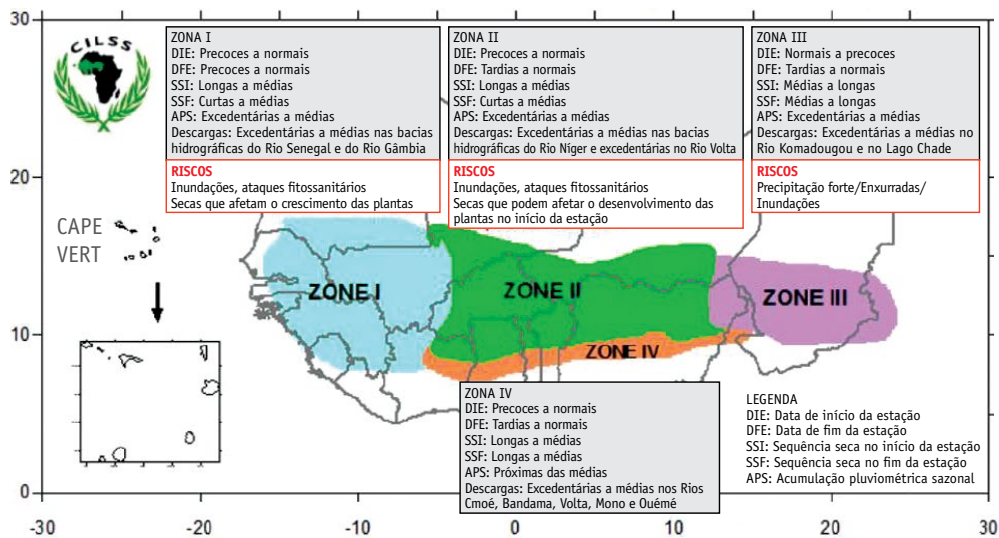 30
20
10
0
-30
-20
-10
0
10
20
30
CILSS
ZONA I
DIE: Precoces a normais
DFE: Precoces a normais
SSI: Longas a médias
SSF: Curtas a médias
APS: Excedentárias a médias
Descargas: Excedentárias a médias nas bacias
hidrográficas do Rio Senegal e do Rio Gâmbia
RISCOS
Inundações, ataques fitossanitários
Secas que afetam o crescimento das plantas
ZONA II
DIE: Precoces a normais
DFE: Tardias a normais
SSI: Longas a médias
SSF: Curtas a médias
APS: Excedentárias a médias
Descargas: Excedentárias a médias nas bacias
hidrográficas do Rio Níger e excedentárias no Rio Volta
RISCOS
Inundações, ataques fitossanitários
Secas que podem afetar o desenvolvimento das
plantas no início da estação
ZONA III
DIE: Normais a precoces
DFE: Tardias a normais
SSI: Médias a longas
SSF: Médias a longas
APS: Excedentárias a médias
Descargas: Excedentárias a médias no
Rio Komadougou e no Lago Chade
RISCOS
Precipitação forte/Enxurradas/
Inundações
CAPE
VERT
ZONE I
ZONE II
ZONE III
ZONE IV
ZONA IV
DIE: Precoces a normais
DFE: Tardias a normais
SSI: Longas a médias
SSF: Longas a médias
APS: Próximas das médias
Descargas: Excedentárias a médias nos Rios
Cmoé, Bandama, Volta, Mono e Ouémé
LEGENDA
DIE: Data de início da estação
DFE: Data de fim da estação
SSI: Sequência seca no início da estação
SSF: Sequência seca no fim da estação
APS: Acumulação pluviométrica sazonal